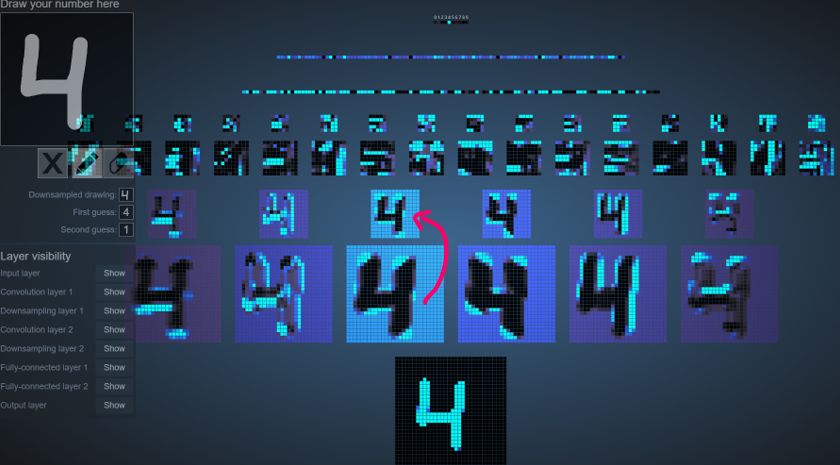 Draw your number here
0123456789
4
X
Downsampled drawing: 4
First guess: 4
Second guess: 1
Layer visibility
Input layer Show
Convolution layer 1 Show
Downsampling layer 1 Show
Convolution layer 2 Show
Downsampling layer 2 Show
Fully-connected layer 1 Show
Fully-connected layer 2 Show
Output layer Show
4